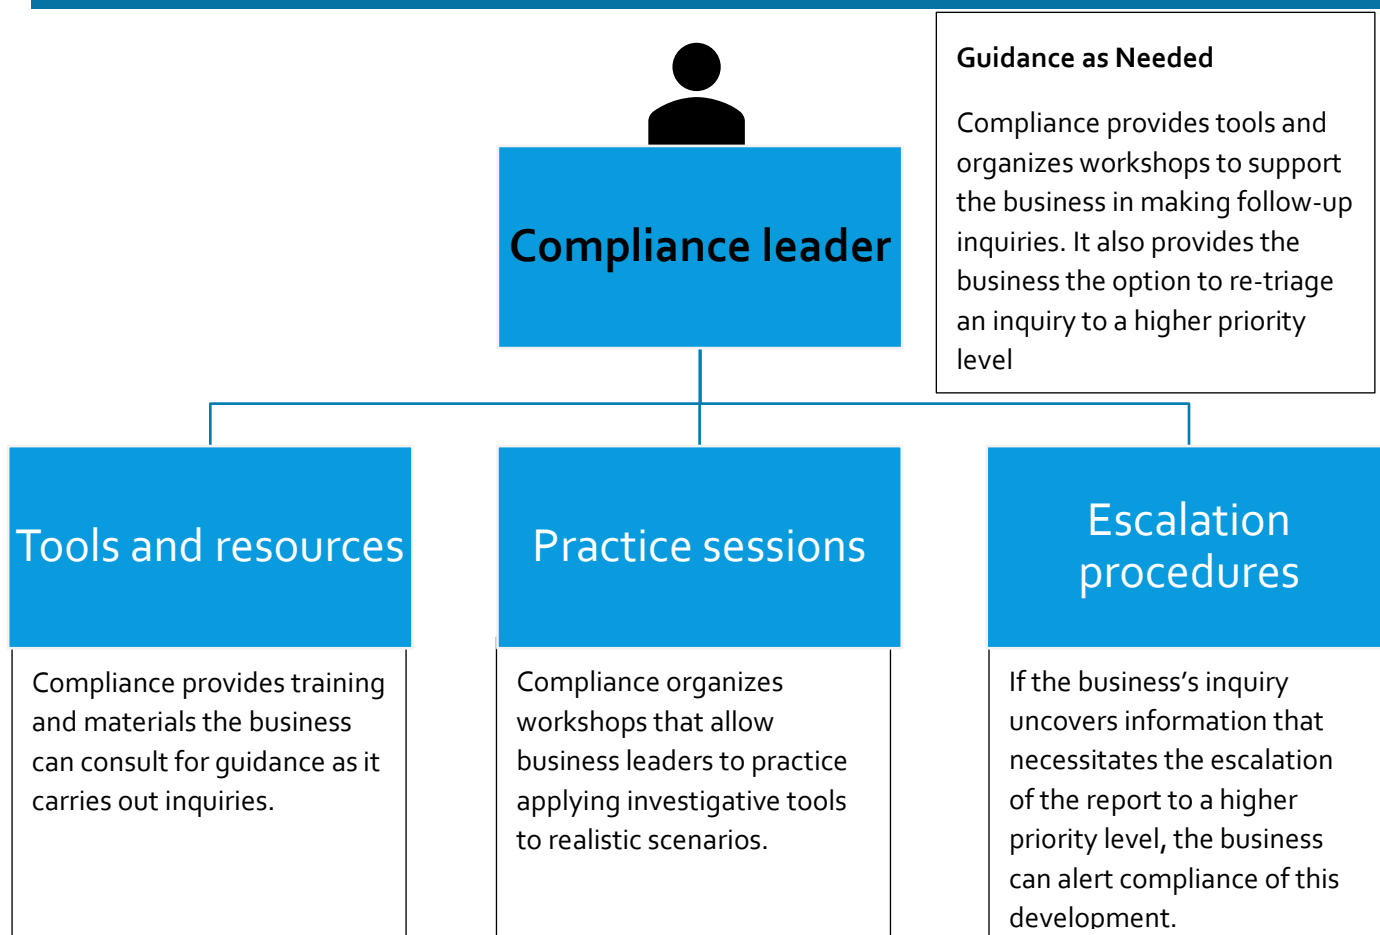 Guidance as Needed
Compliance provides tools and
organizes workshops to support
the business in making follow-up
inquiries. It also provides the
business the option to re-triage
an inquiry to a higher priority
level
Compliance leader
Tools and resources
Compliance provides training
and materials the business
can consult for guidance as it
carries out inquiries.
Practice sessions
Compliance organizes
workshops that allow
business leaders to practice
applying investigative tools
to realistic scenarios.
Escalation
procedures
If the business’s inquiry
uncovers information that
necessitates the escalation
of the report to a higher
priority level, the business
can alert compliance of this
development.